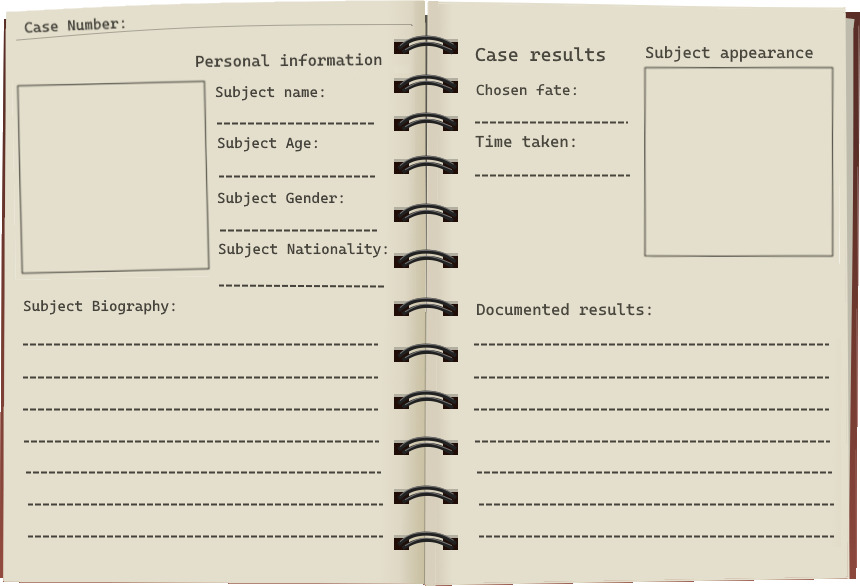 Case Number:
Personal information
Subject name:
Subject Age:
Subject Gender:
Subject Nationality:
Subject Biography:
Case results
Subject appearance
Chosen fate:
Time taken:
Documented results: